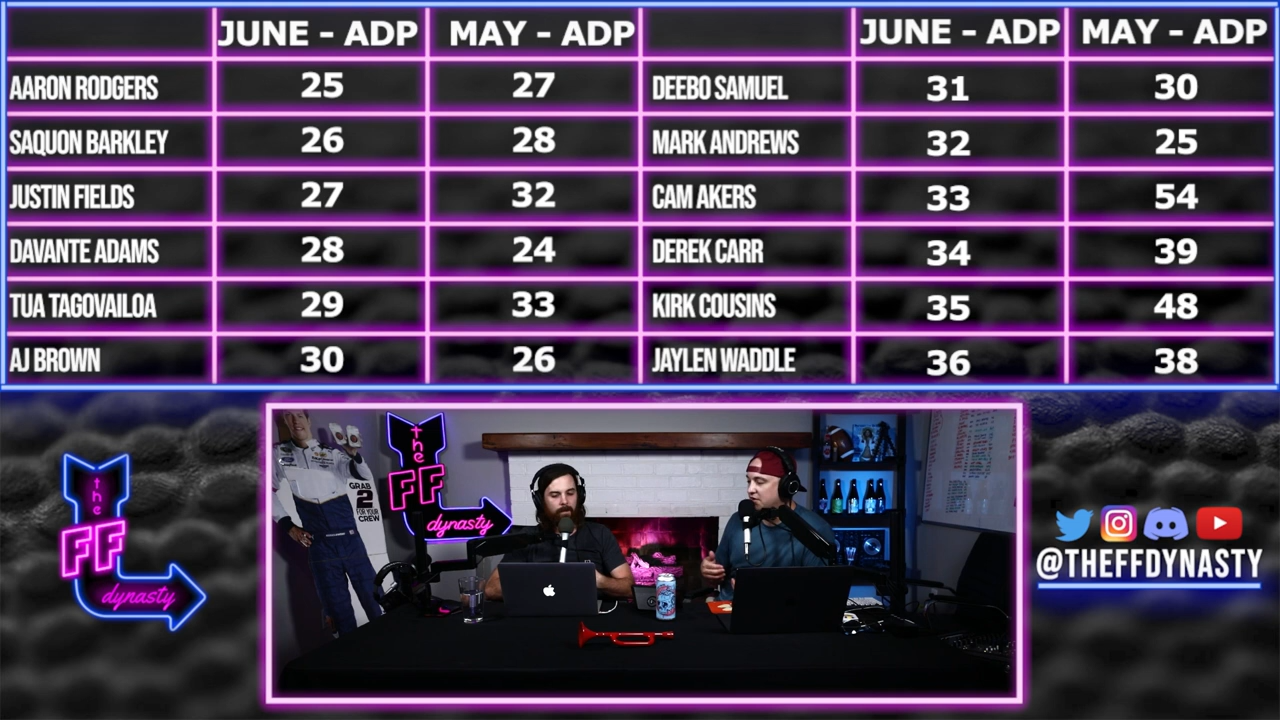 JUNE - ADP MAY - ADP JUNE - ADP MAY - ADP
AARON RODGERS 25 27 DEEBO SAMUEL 31 30
SAQUON BARKLEY 26 28 MARK ANDREWS 32 25
JUSTIN FIELDS 27 32 CAM AKERS 33 54
DAVANTE ADAMS 28 24 DEREK CARR 34 39
TUA TAGOVAILOA 29 33 KIRK COUSINS 35 48
AJ BROWN 30 26 JAYLEN WADDLE 36 38
the
FF
dynasty
the
FF
dynasty
GRAB
2
FOR YOUR
CREW
@THEFFDYNASTY